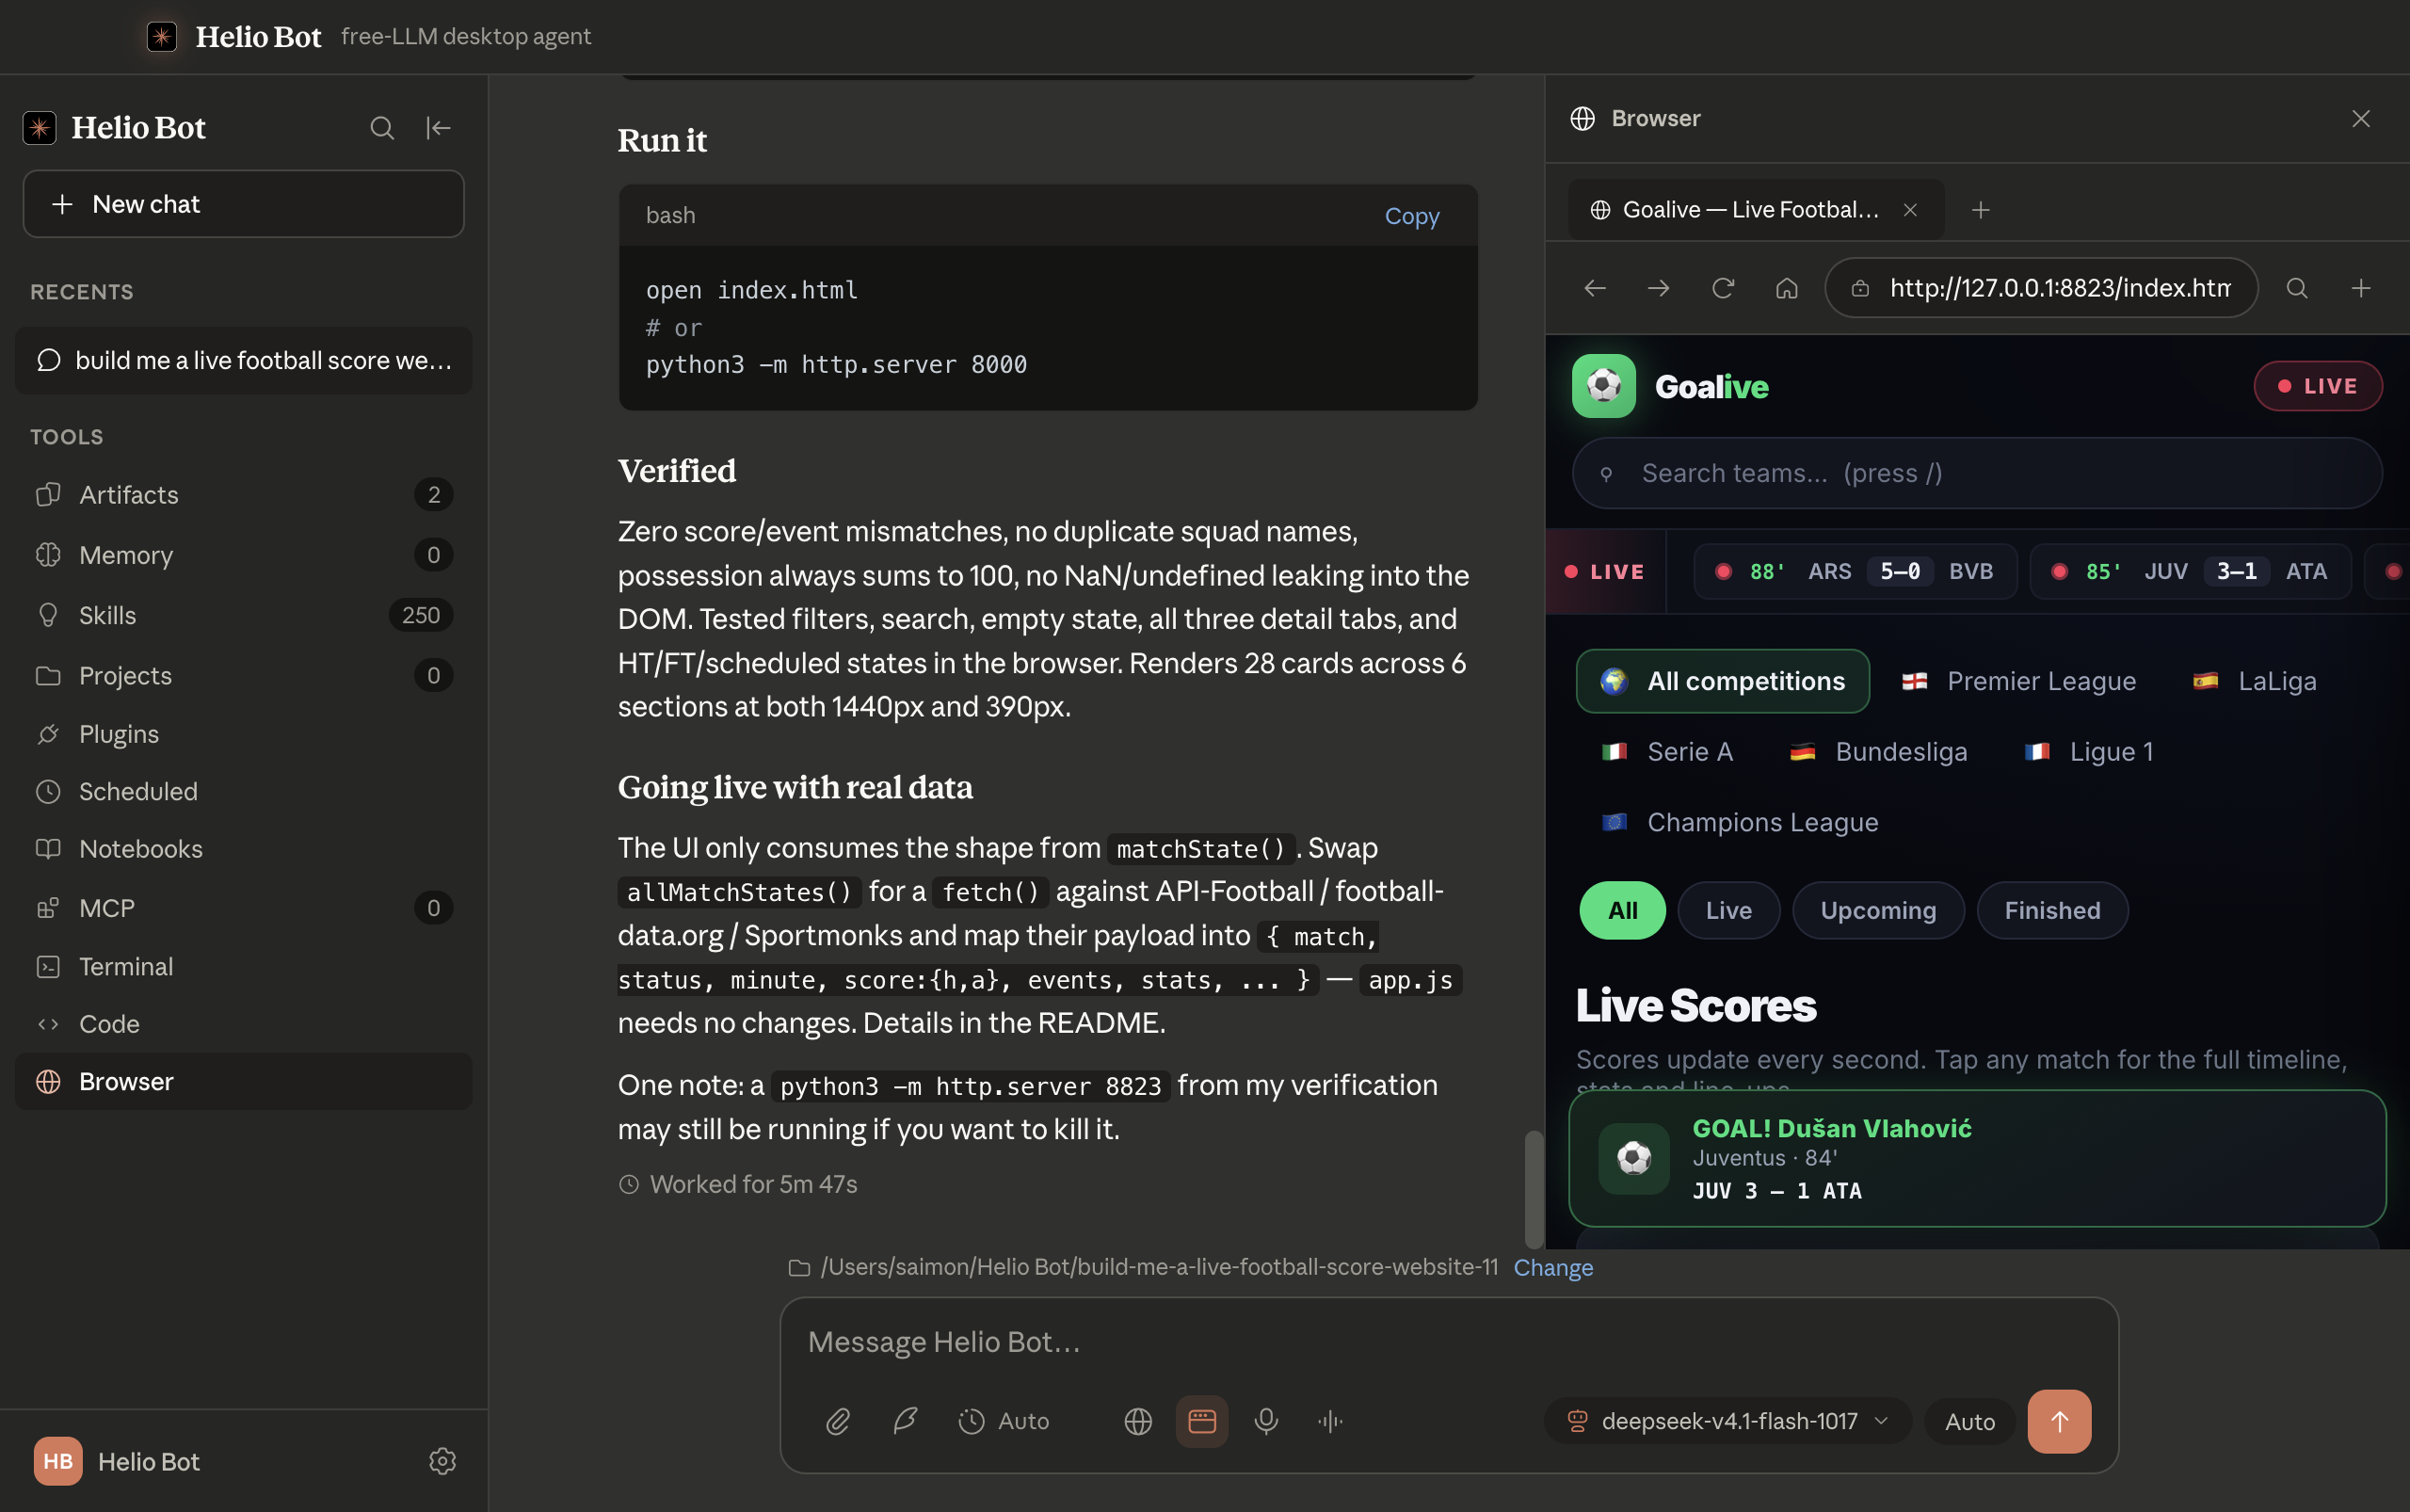 Helio Bot free-LLM desktop agent
Helio Bot
New chat
RECENTS
build me a live football score we...
TOOLS
Artifacts 2
Memory 0
Skills 250
Projects 0
Plugins
Scheduled
Notebooks
MCP 0
Terminal
Code
Browser
HB Helio Bot
Run it
bash Copy
open index.html
# or
python3 -m http.server 8000
Verified
Zero score/event mismatches, no duplicate squad names,
possession always sums to 100, no NaN/undefined leaking into the
DOM. Tested filters, search, empty state, all three detail tabs, and
HT/FT/scheduled states in the browser. Renders 28 cards across 6
sections at both 1440px and 390px.
Going live with real data
The UI only consumes the shape from matchState(). Swap
allMatchStates() for a fetch() against API-Football / football-
data.org / Sportmonks and map their payload into { match,
status, minute, score:{h,a}, events, stats, ... } — app.js
needs no changes. Details in the README.
One note: a python3 -m http.server 8823 from my verification
may still be running if you want to kill it.
Worked for 5m 47s
/Users/saimon/Helio Bot/build-me-a-live-football-score-website-11 Change
Message Helio Bot...
Auto
deepseek-v4.1-flash-1017
Auto
Browser
Goalive — Live Footbal...
http://127.0.0.1:8823/index.htm
Goalive
LIVE
Search teams... (press /)
LIVE 88' ARS 5–0 BVB 85' JUV 3–1 ATA
All competitions Premier League LaLiga
Serie A Bundesliga Ligue 1
Champions League
All Live Upcoming Finished
Live Scores
Scores update every second. Tap any match for the full timeline,
stats and line-ups.
GOAL! Dušan Vlahović
Juventus · 84'
JUV 3 – 1 ATA